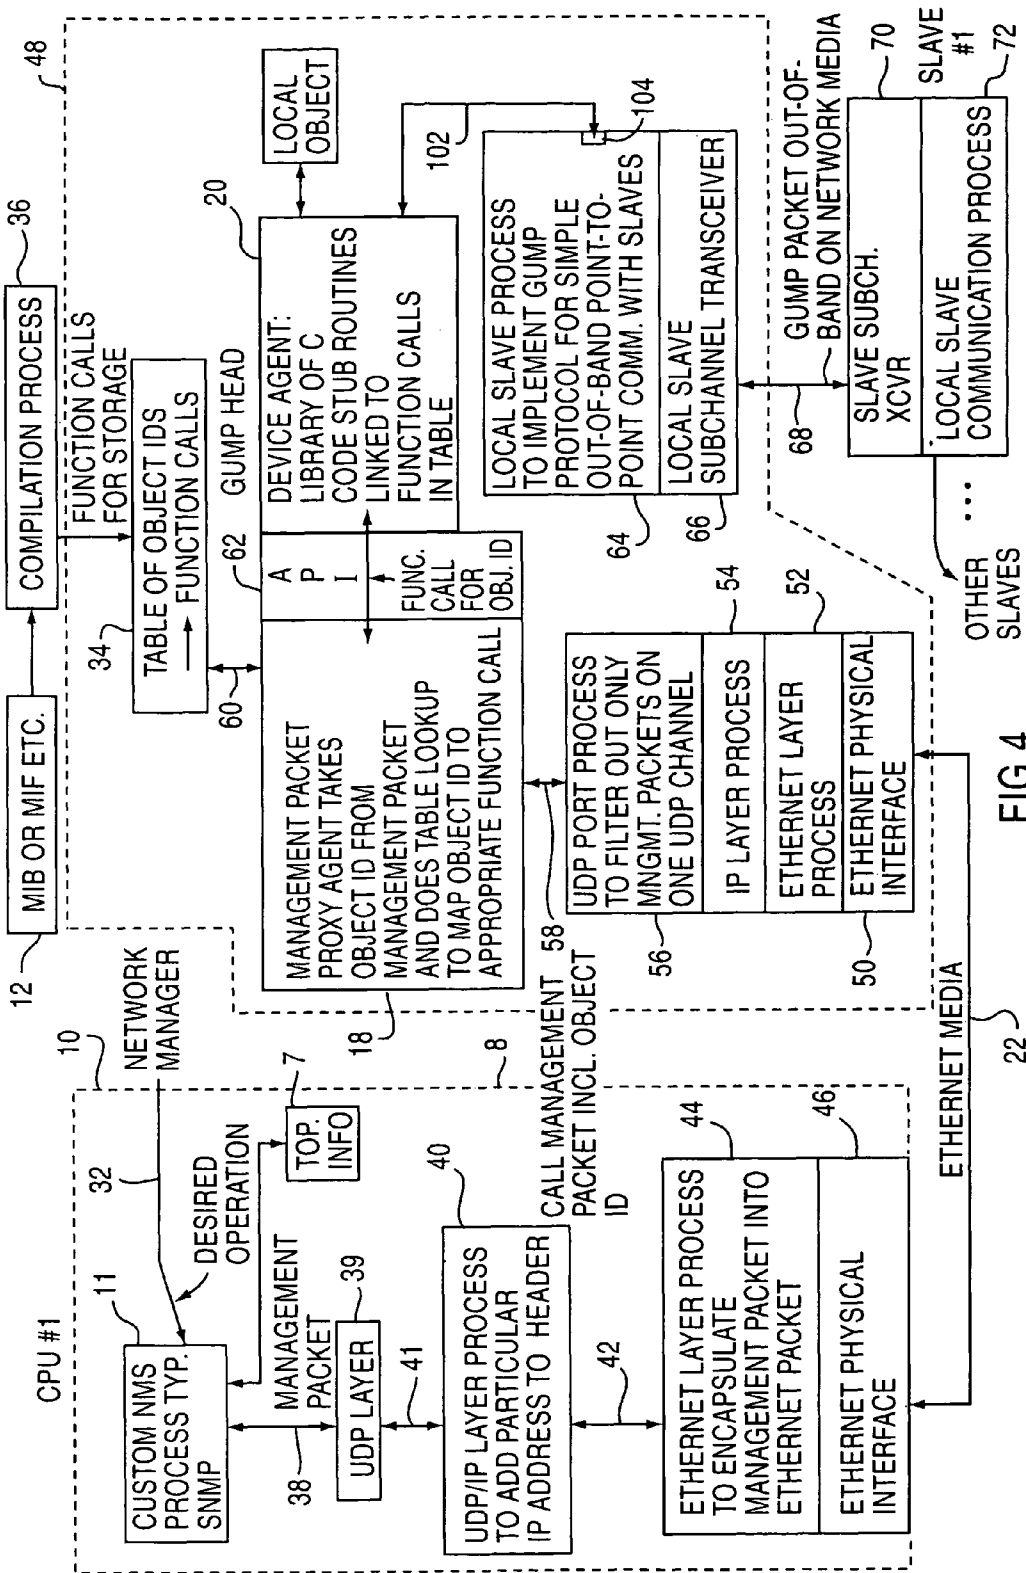 CPU #1
10
NETWORK
MANAGER
32
DESIRED
OPERATION
11
CUSTOM NMS
PROCESS TYP.
SNMP
7
TOP.
INFO
MANAGEMENT
PACKET
38
39
UDP LAYER
41
40
UDP/IP LAYER PROCESS
TO ADD PARTICULAR
IP ADDRESS TO HEADER
42
8
CALL MANAGEMENT
PACKET INCL. OBJECT
ID
44
ETHERNET LAYER PROCESS
TO ENCAPSULATE
MANAGEMENT PACKET INTO
ETHERNET PACKET
46
ETHERNET PHYSICAL
INTERFACE
ETHERNET MEDIA
22
12
MIB OR MIF ETC.
36
COMPILATION PROCESS
48
FUNCTION CALLS
FOR STORAGE
34
TABLE OF OBJECT IDS
FUNCTION CALLS
60
GUMP HEAD
62
20
LOCAL
OBJECT
MANAGEMENT PACKET
PROXY AGENT TAKES
OBJECT ID FROM
MANAGEMENT PACKET
AND DOES TABLE LOOKUP
TO MAP OBJECT ID TO
APPROPRIATE FUNCTION CALL
18
A
P
I
FUNC.
CALL
FOR
OBJ. ID
DEVICE AGENT:
LIBRARY OF C
CODE STUB ROUTINES
LINKED TO
FUNCTION CALLS
IN TABLE
102
104
58
56
UDP PORT PROCESS
TO FILTER OUT ONLY
MNGMT. PACKETS ON
ONE UDP CHANNEL
54
IP LAYER PROCESS
52
ETHERNET LAYER
PROCESS
50
ETHERNET PHYSICAL
INTERFACE
64
LOCAL SLAVE PROCESS
TO IMPLEMENT GUMP
PROTOCOL FOR SIMPLE
OUT-OF-BAND POINT-TO-
POINT COMM. WITH SLAVES
66
LOCAL SLAVE
SUBCHANNEL TRANSCEIVER
68
GUMP PACKET OUT-OF-
BAND ON NETWORK MEDIA
70
SLAVE SUBCH.
XCVR
SLAVE
#1
72
LOCAL SLAVE
COMMUNICATION PROCESS
OTHER
SLAVES
...
FIG.4